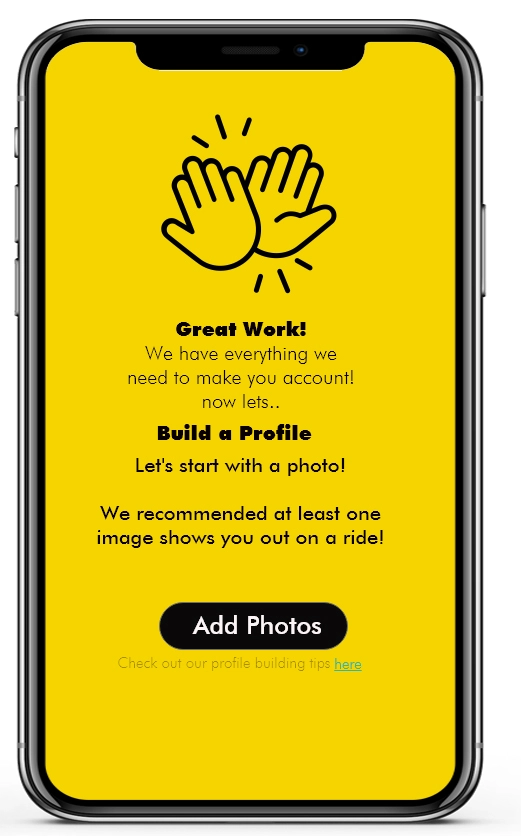 Great Work!
We have everything we
need to make you account!
now lets..
Build a Profile
Let's start with a photo!
We recommended at least one
image shows you out on a ride!
Add Photos
Check out our profile building tips here